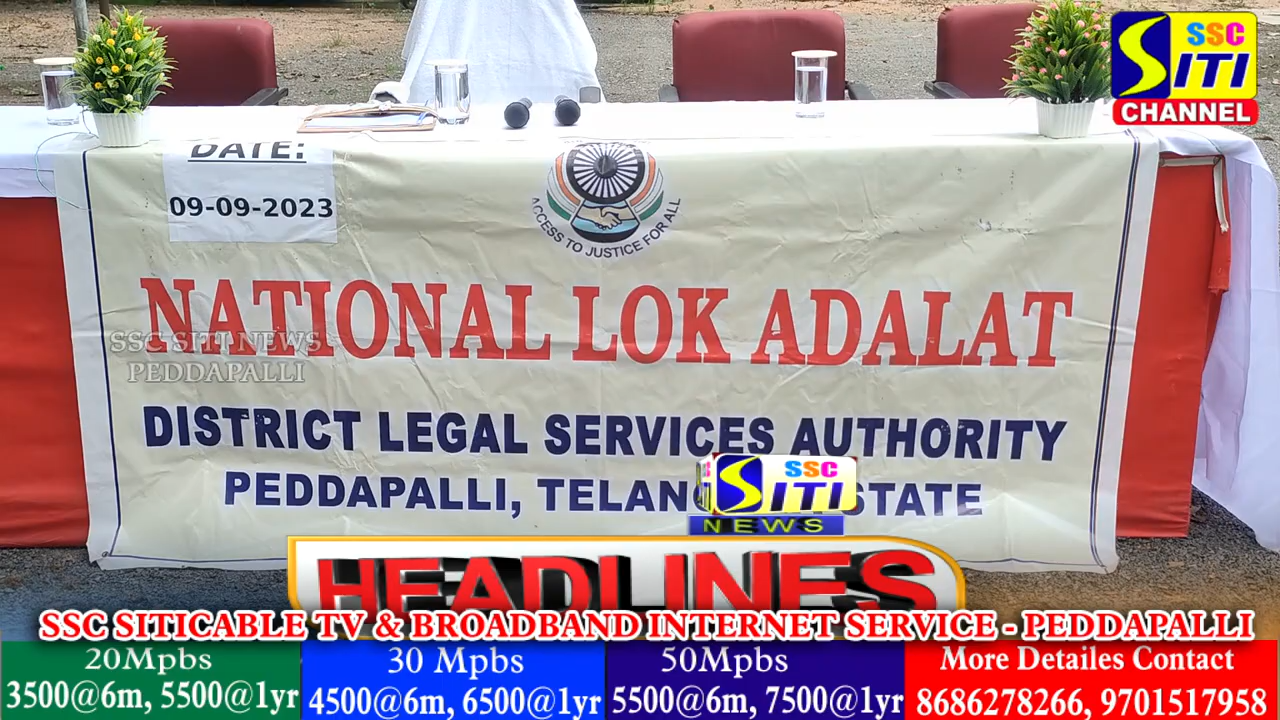 SSC
SITI
CHANNEL
DATE:
09-09-2023
ACCESS TO JUSTICE FOR ALL
NATIONAL LOK ADALAT
SSC SITI NEWS
PEDDAPALLI
DISTRICT LEGAL SERVICES AUTHORITY
PEDDAPALLI, TELAN STATE
SSC
SITI
NEWS
HEADLINES
SSC SITICABLE TV & BROADBAND INTERNET SERVICE - PEDDAPALLI
20Mpbs
3500@6m, 5500@1yr
30 Mpbs
4500@6m, 6500@1yr
50Mpbs
5500@6m, 7500@1yr
More Detailes Contact
8686278266, 9701517958